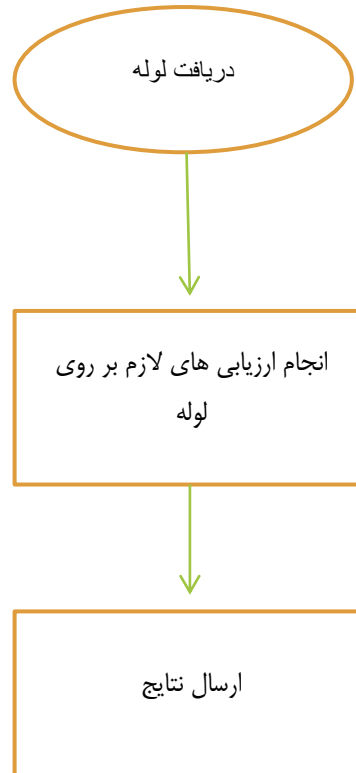 دریافت لوله
انجام ارزیابی های لازم بر روی
لوله
ارسال نتایج